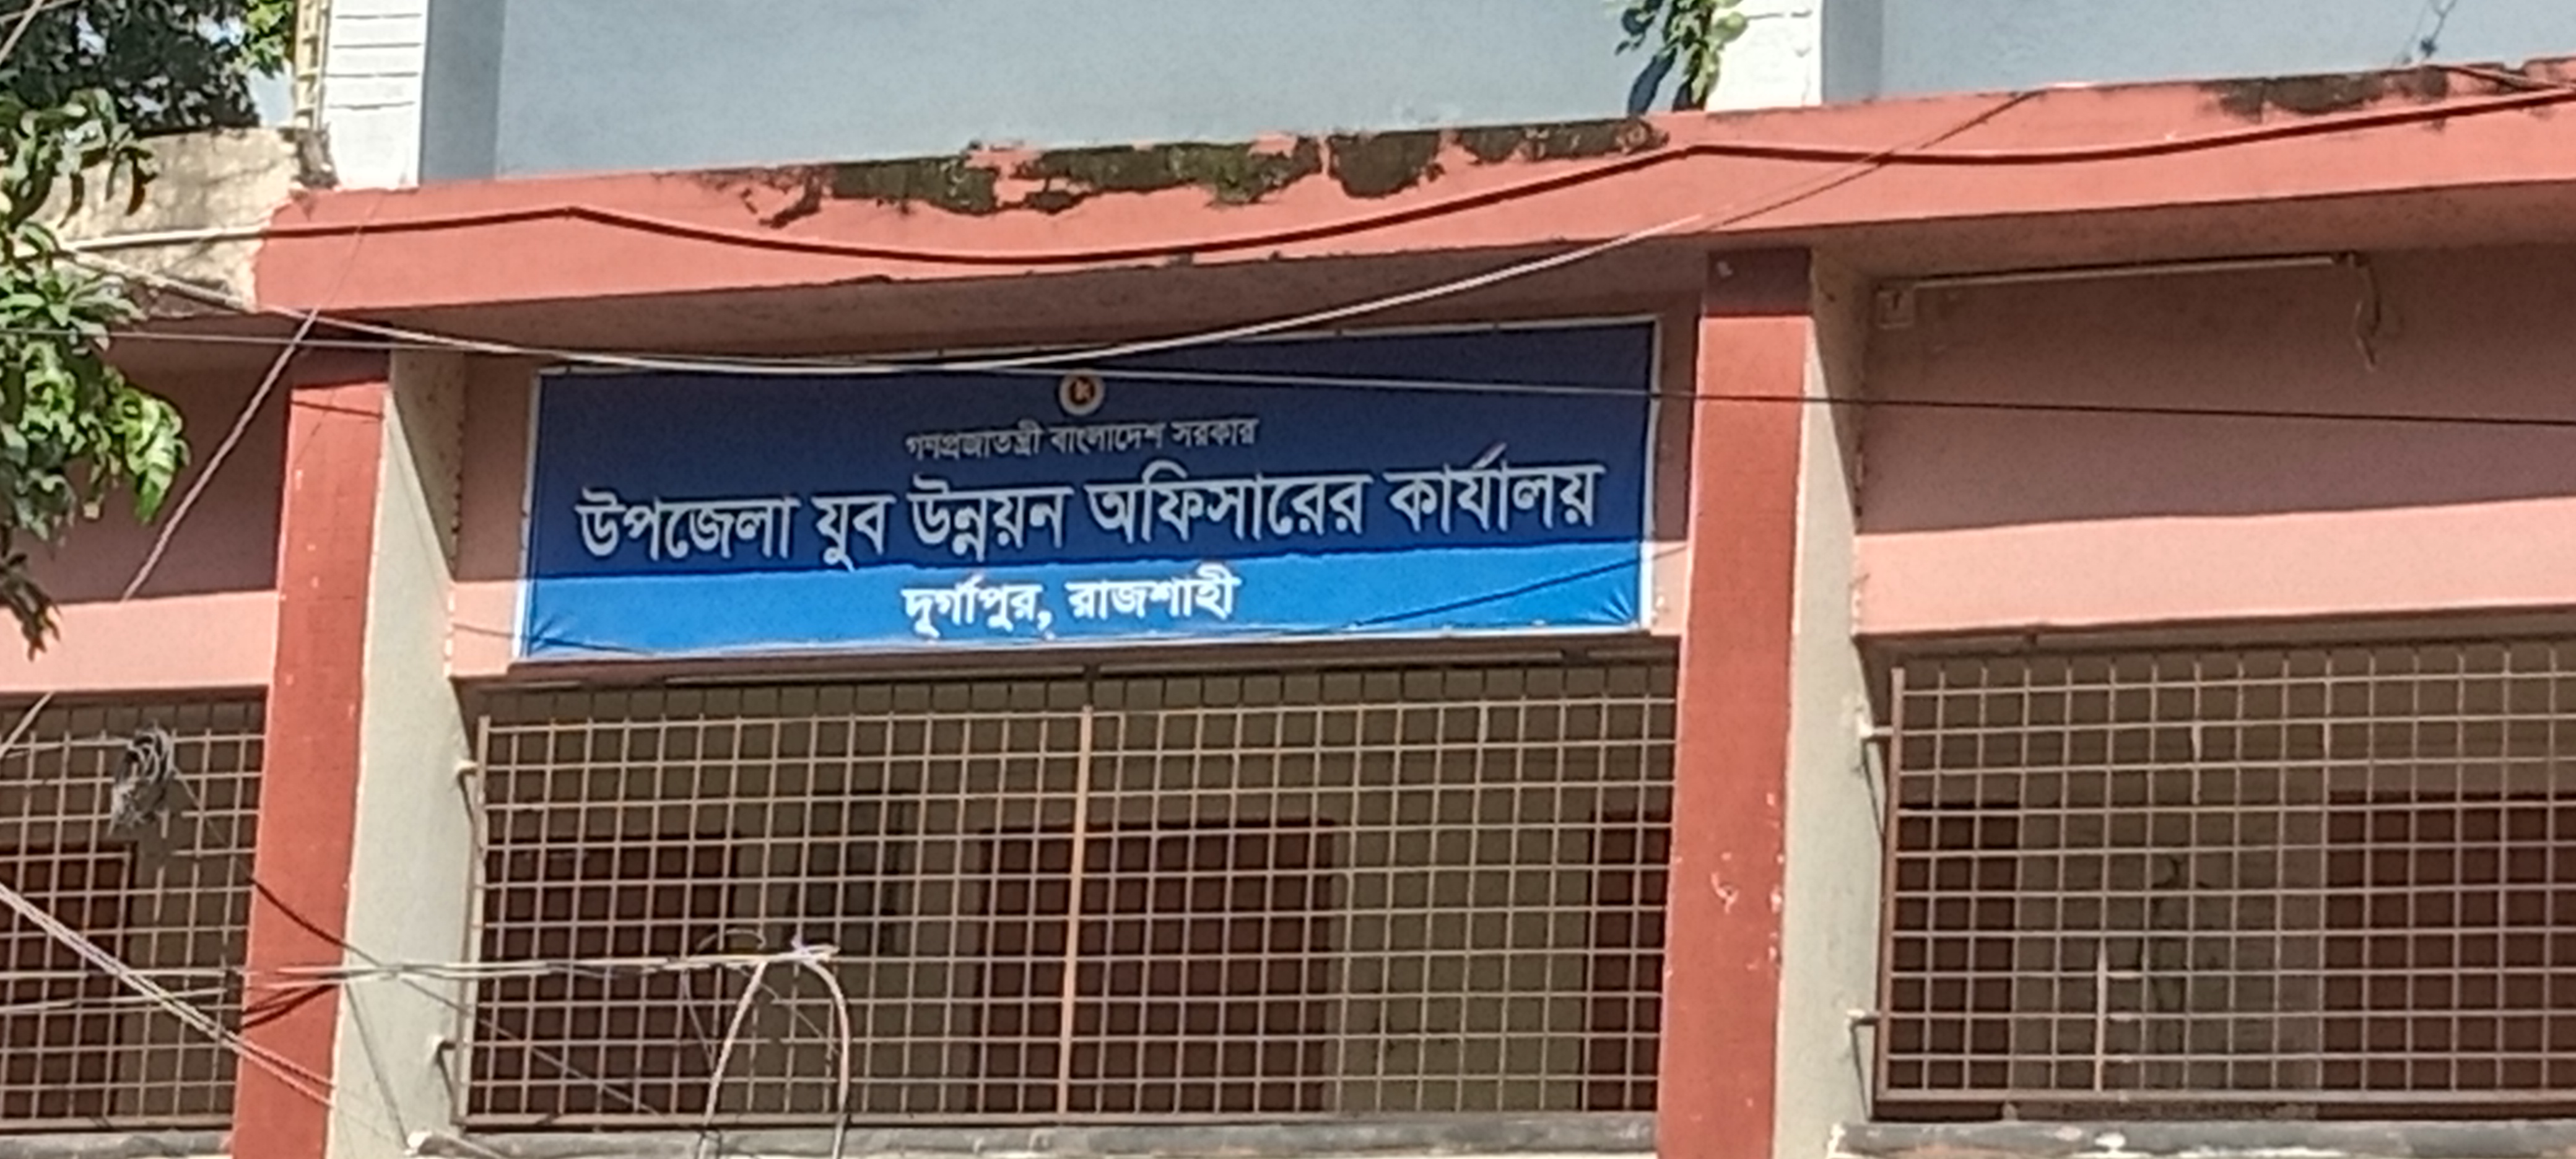 গণপ্রজাতন্ত্রী বাংলাদেশ সরকার
উপজেলা যুব উন্নয়ন অফিসারের কার্যালয়
দুর্গাপুর, রাজশাহী